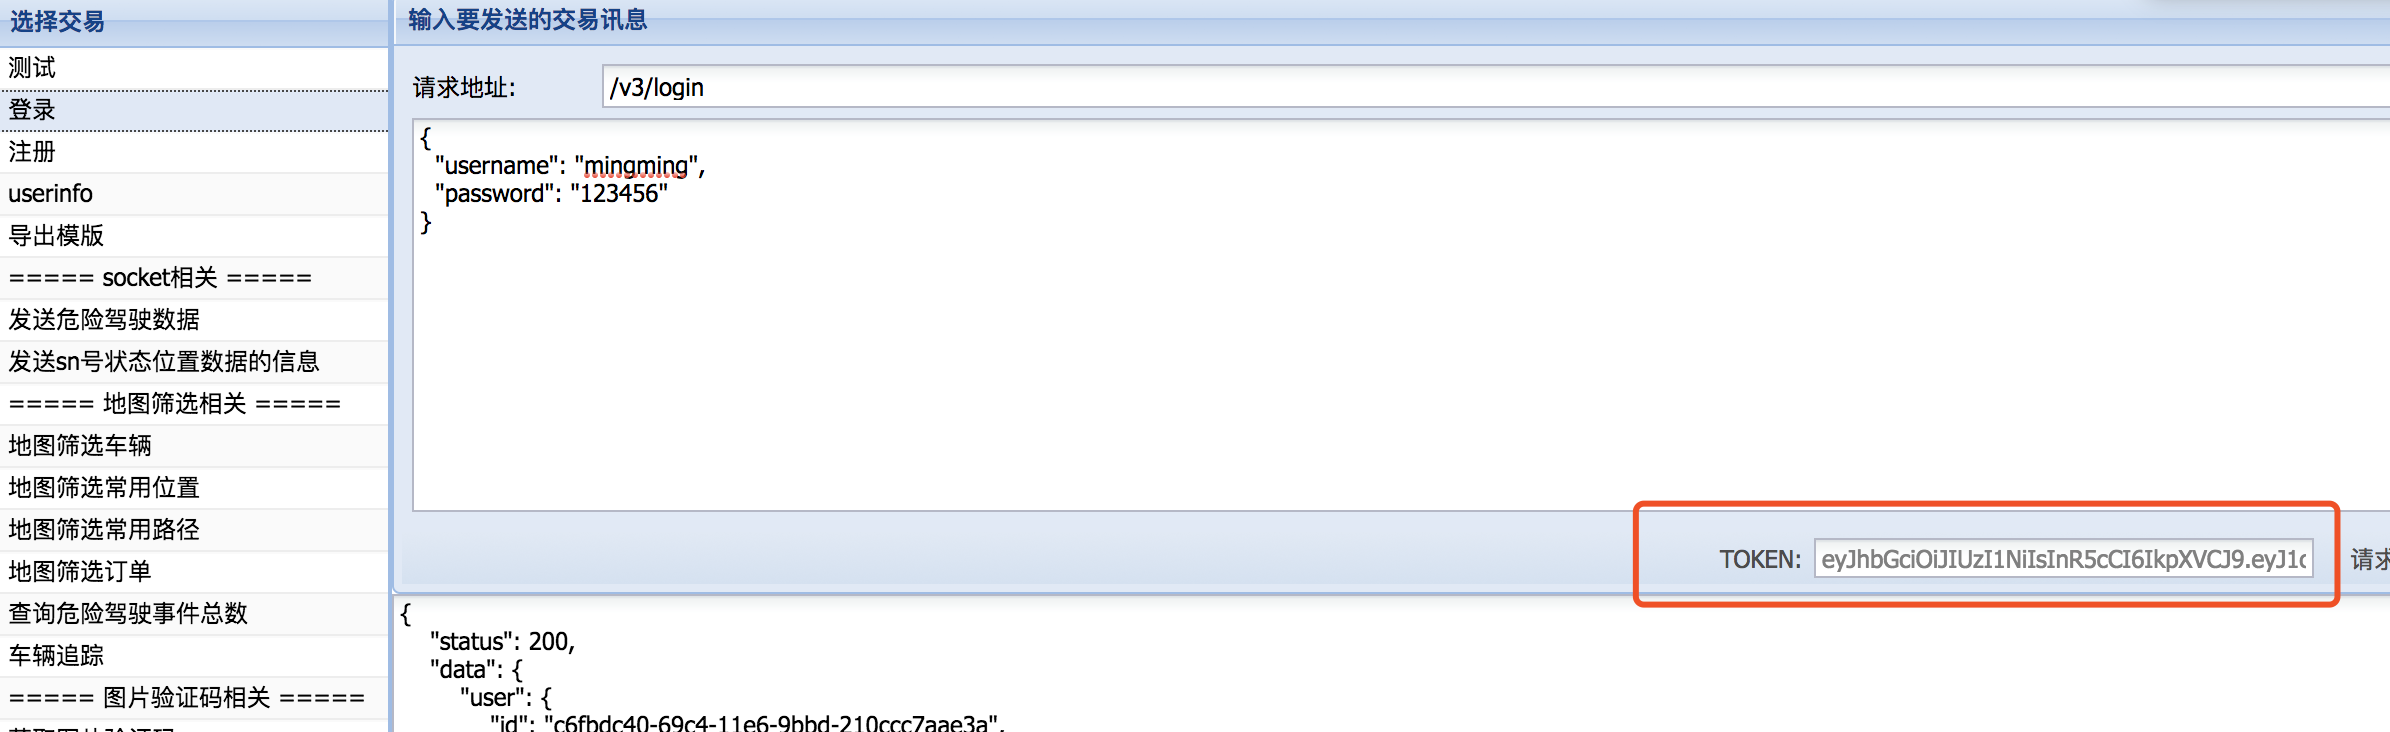 选择交易
测试
登录
注册
userinfo
导出模版
===== socket相关 =====
发送危险驾驶数据
发送sn号状态位置数据的信息
===== 地图筛选相关 =====
地图筛选车辆
地图筛选常用位置
地图筛选常用路径
地图筛选订单
查询危险驾驶事件总数
车辆追踪
===== 图片验证码相关 =====
输入要发送的交易讯息
请求地址: /v3/login
{
"username": "mingming",
"password": "123456"
}
TOKEN: eyJhbGciOiJIUzI1NiIsInR5cCI6IkpXVCJ9.eyJ1c 请求
{
"status": 200,
"data": {
"user": {
"id": "c6fbdc40-69c4-11e6-9bbd-210ccc7aae3a",